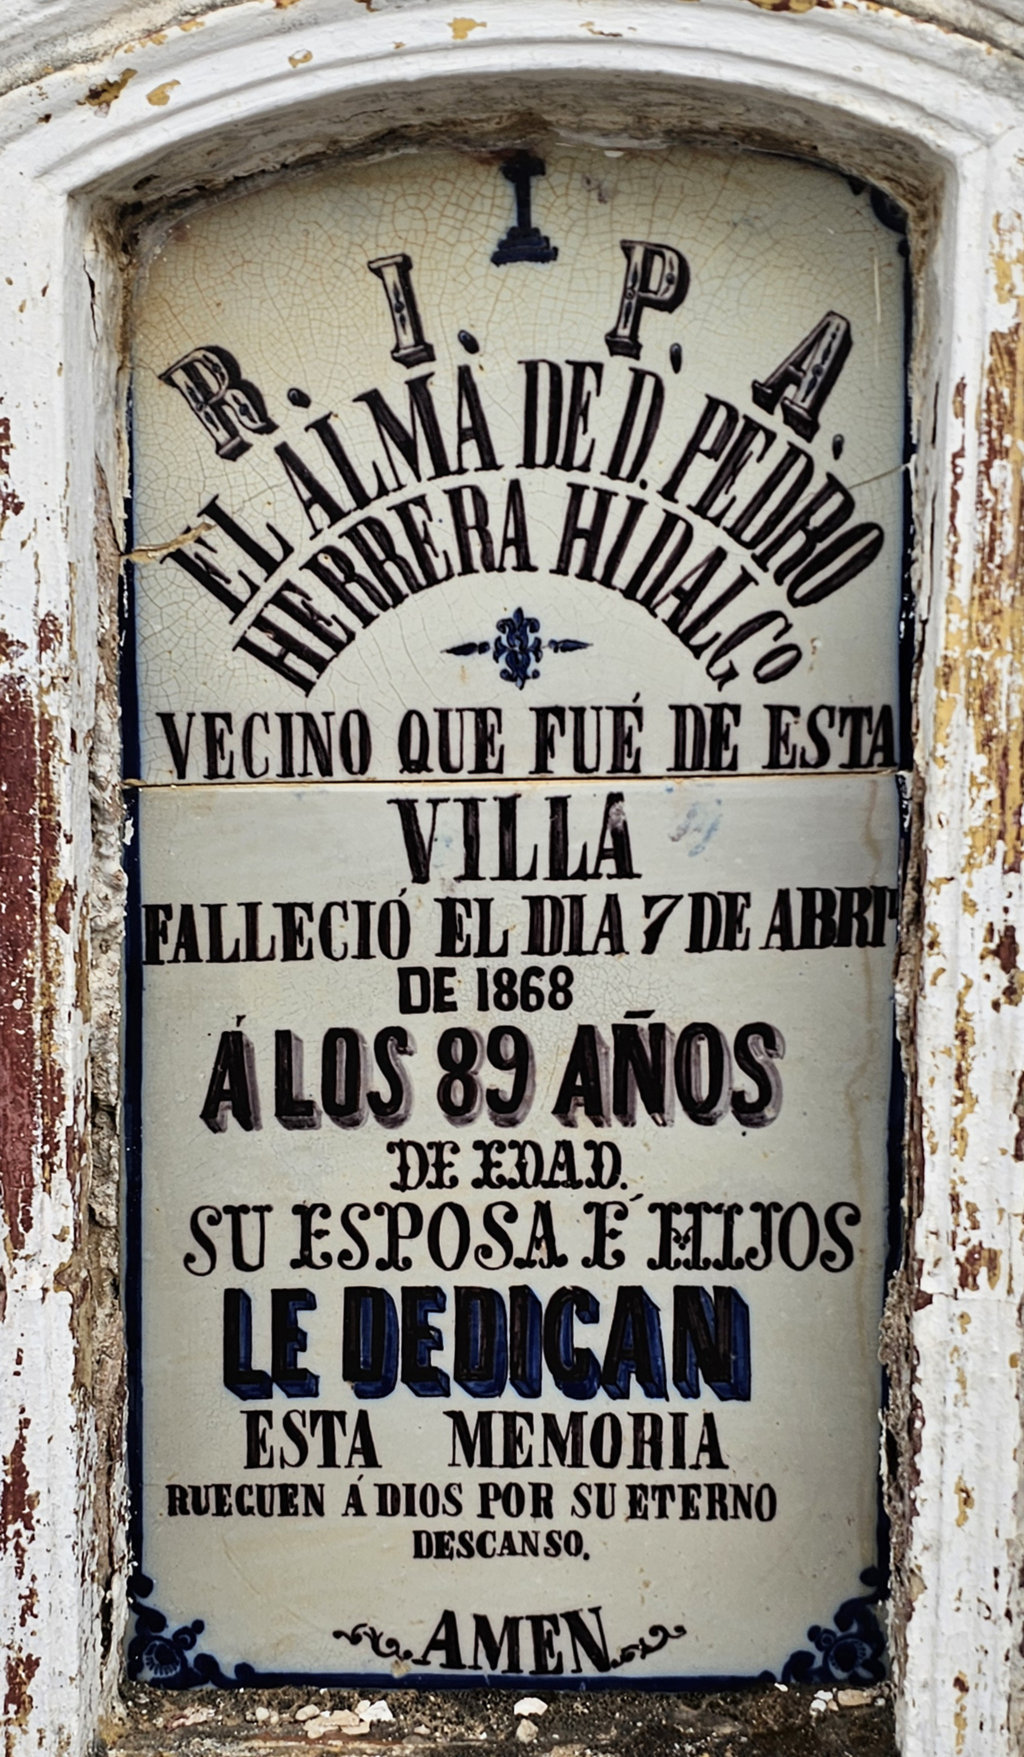 R. I. P. A.
EL ALMA DE D. PEDRO
HERRERA HIDALGO
VECINO QUE FUÉ DE ESTA
VILLA
FALLECIÓ EL DIA 7 DE ABRIL
DE 1868
Á LOS 89 AÑOS
DE EDAD.
SU ESPOSA É HIJOS
LE DEDICAN
ESTA MEMORIA
RUEGUEN Á DIOS POR SU ETERNO
DESCANSO.
AMEN